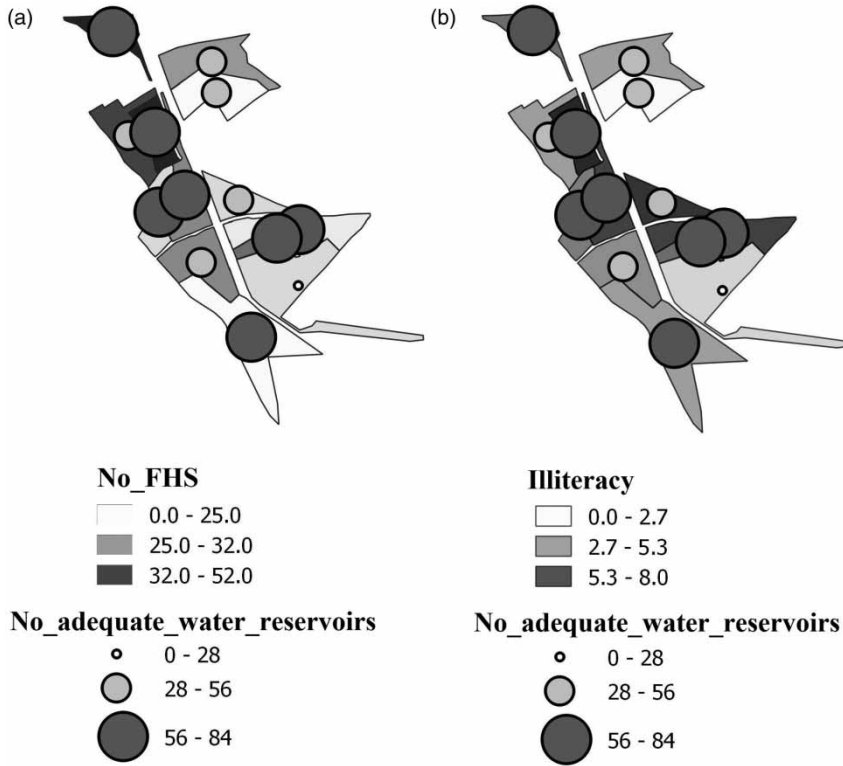 (a)
(b)
No_FHS
0.0 - 25.0
25.0 - 32.0
32.0 - 52.0
No_adequate_water_reservoirs
0 - 28
28 - 56
56 - 84
Illiteracy
0.0 - 2.7
2.7 - 5.3
5.3 - 8.0
No_adequate_water_reservoirs
0 - 28
28 - 56
56 - 84